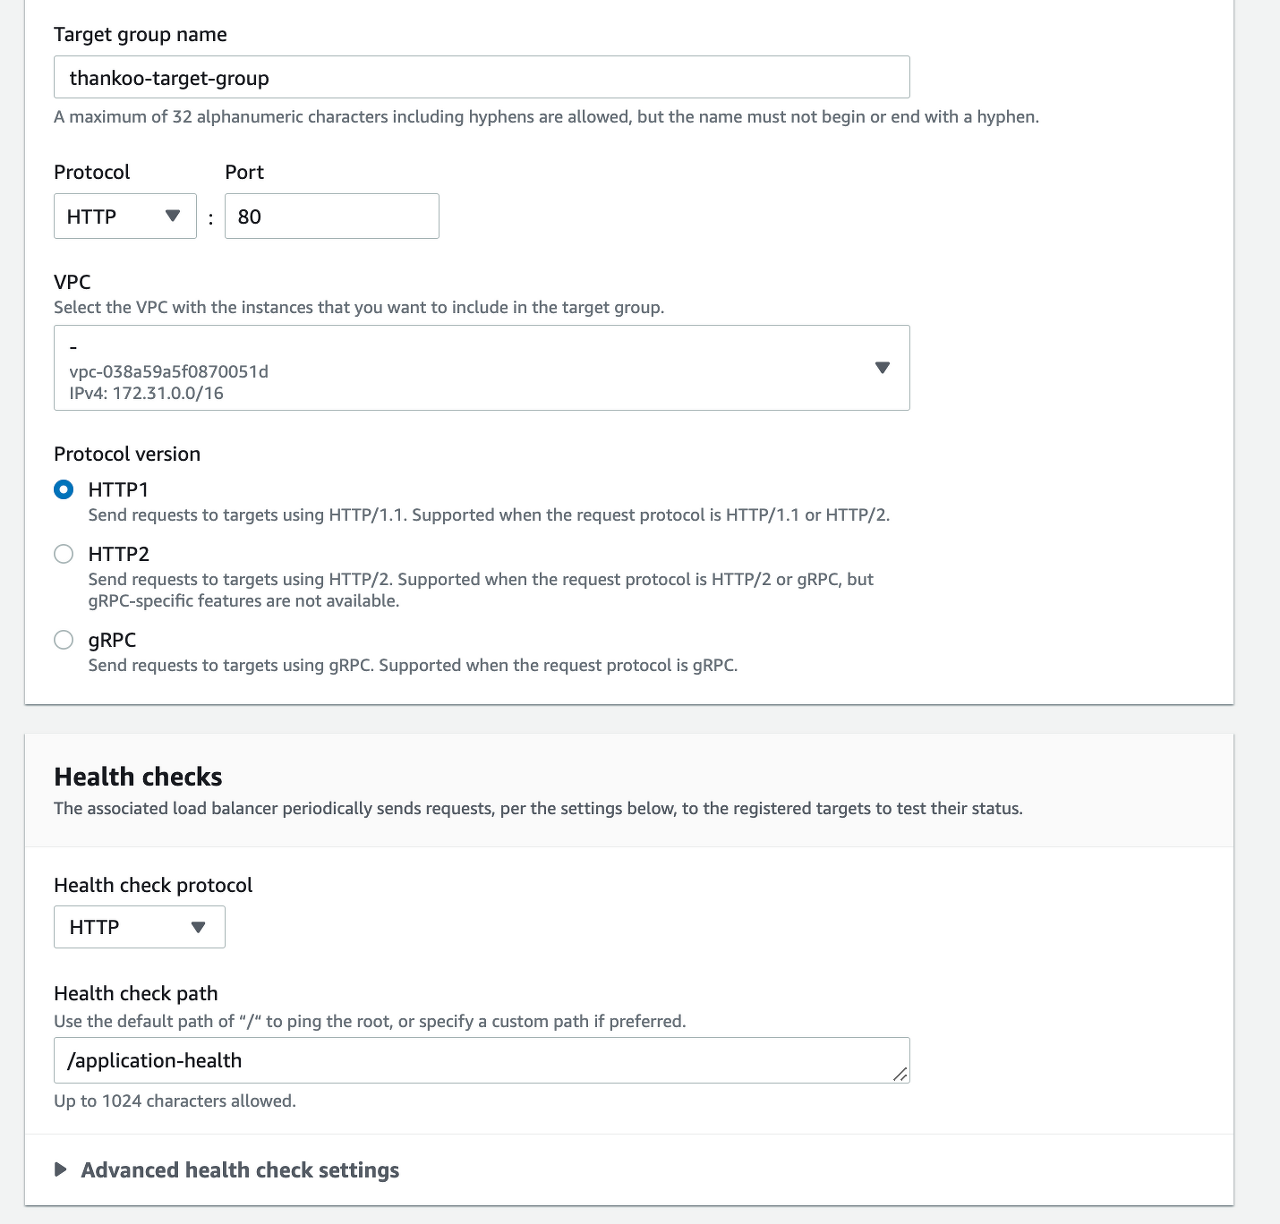 Target group name
thankoo-target-group
A maximum of 32 alphanumeric characters including hyphens are allowed, but the name must not begin or end with a hyphen.
Protocol Port
HTTP : 80
VPC
Select the VPC with the instances that you want to include in the target group.
-
vpc-038a59a5f0870051d
IPv4: 172.31.0.0/16
Protocol version
HTTP1
Send requests to targets using HTTP/1.1. Supported when the request protocol is HTTP/1.1 or HTTP/2.
HTTP2
Send requests to targets using HTTP/2. Supported when the request protocol is HTTP/2 or gRPC, but
gRPC-specific features are not available.
gRPC
Send requests to targets using gRPC. Supported when the request protocol is gRPC.
Health checks
The associated load balancer periodically sends requests, per the settings below, to the registered targets to test their status.
Health check protocol
HTTP
Health check path
Use the default path of “/“ to ping the root, or specify a custom path if preferred.
/application-health
Up to 1024 characters allowed.
Advanced health check settings